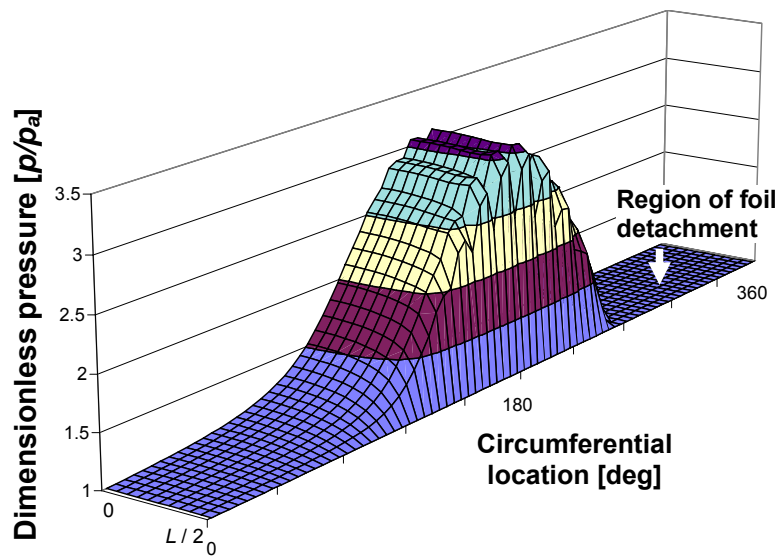 Dimensionless pressure [p/pa]
3.5
3
2.5
2
1.5
1
0
L / 2
0
180
360
Circumferential
location [deg]
Region of foil
detachment